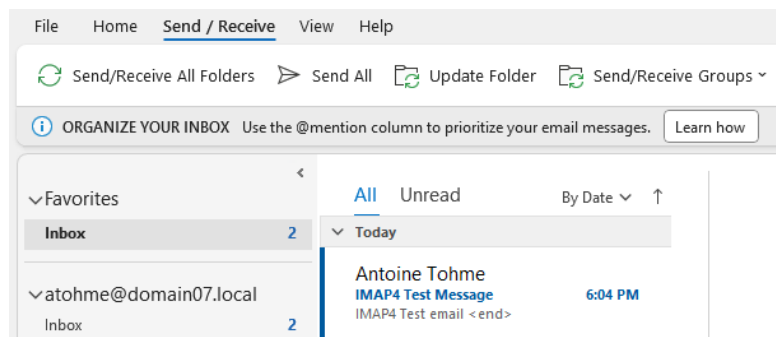 File Home Send / Receive View Help
Send/Receive All Folders Send All Update Folder Send/Receive Groups
ORGANIZE YOUR INBOX Use the @mention column to prioritize your email messages. Learn how
Favorites
Inbox 2
atohme@domain07.local
Inbox 2
All Unread By Date
Today
Antoine Tohme
IMAP4 Test Message 6:04 PM
IMAP4 Test email <end>